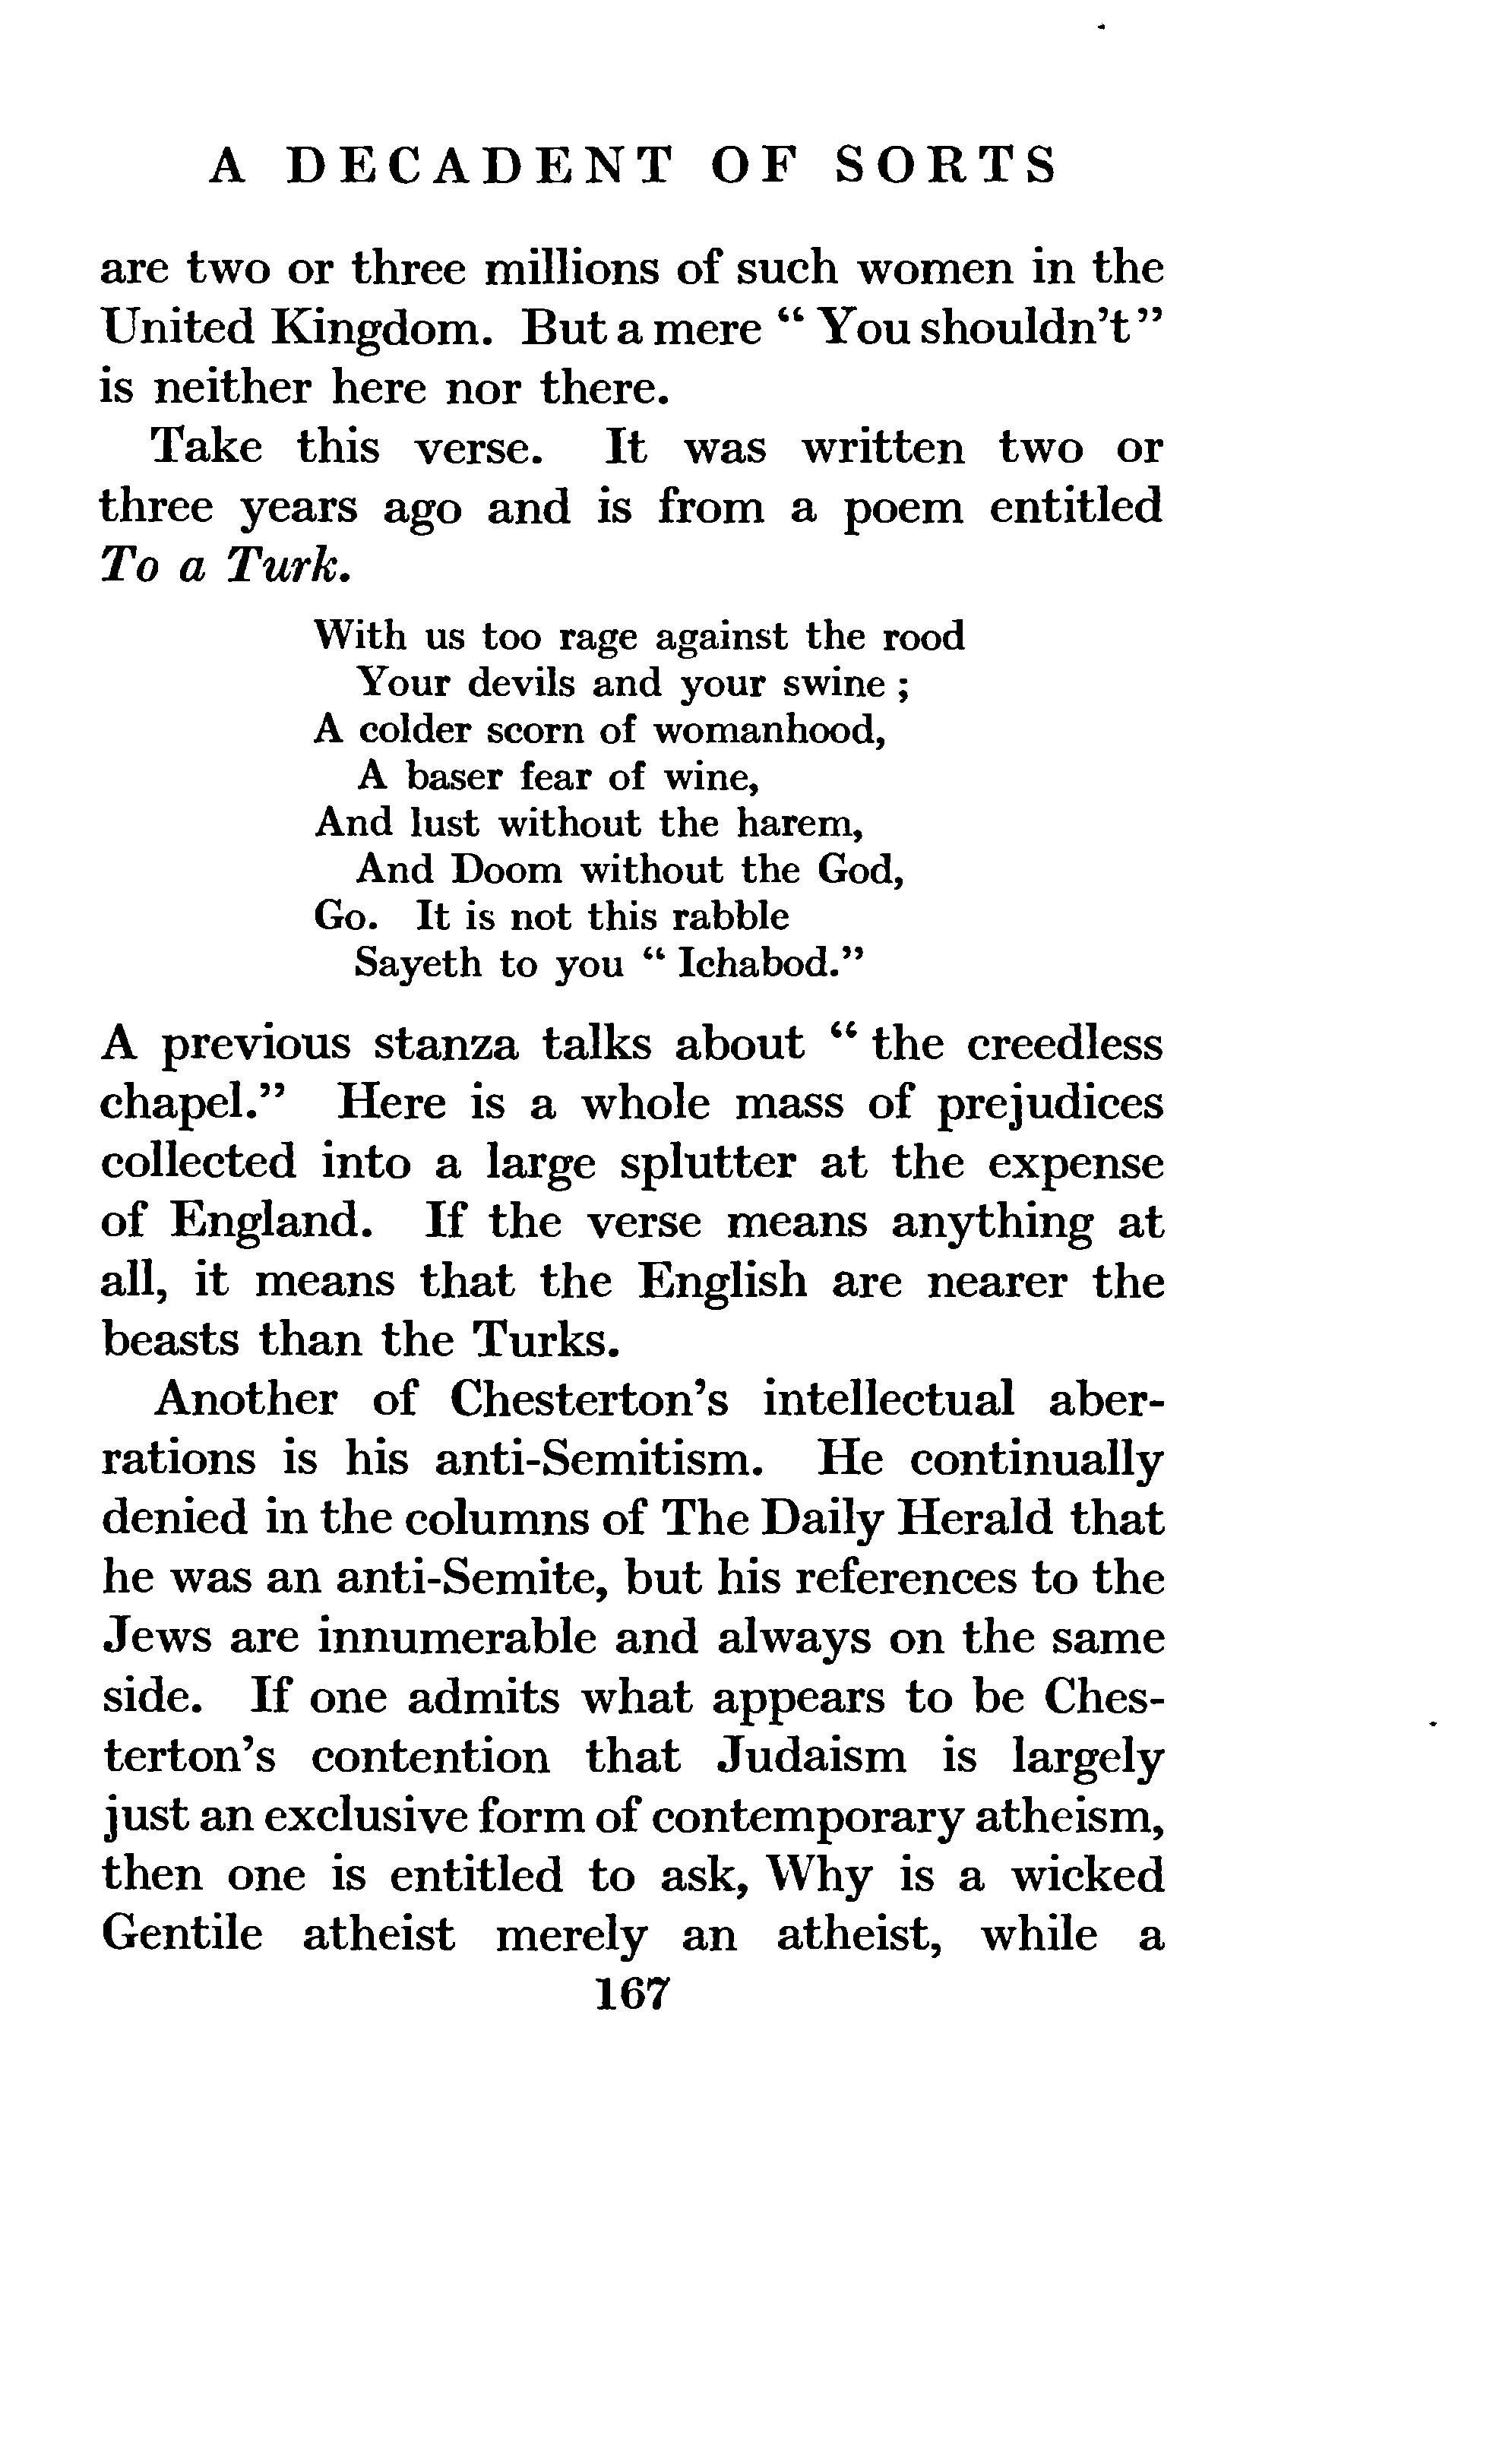 A DECADENT OF SORTS
are two or three millions of such women in the
United Kingdom. But a mere “ You shouldn't ”
is neither here nor there.
Take this verse. It was written two or
three years ago and is from a poem entitled
To a Turk.
With us too rage against the rood
Your devils and your swine ;
A colder scorn of womanhood,
A baser fear of wine,
And lust without the harem,
And Doom without the God,
Go. It is not this rabble
Sayeth to you “ Ichabod.”
A previous stanza talks about “ the creedless
chapel.” Here is a whole mass of prejudices
collected into a large splutter at the expense
of England. If the verse means anything at
all, it means that the English are nearer the
beasts than the Turks.
Another of Chesterton's intellectual aber-
rations is his anti-Semitism. He continually
denied in the columns of The Daily Herald that
he was an anti-Semite, but his references to the
Jews are innumerable and always on the same
side. If one admits what appears to be Ches-
terton's contention that Judaism is largely
just an exclusive form of contemporary atheism,
then one is entitled to ask, Why is a wicked
Gentile atheist merely an atheist, while a
167